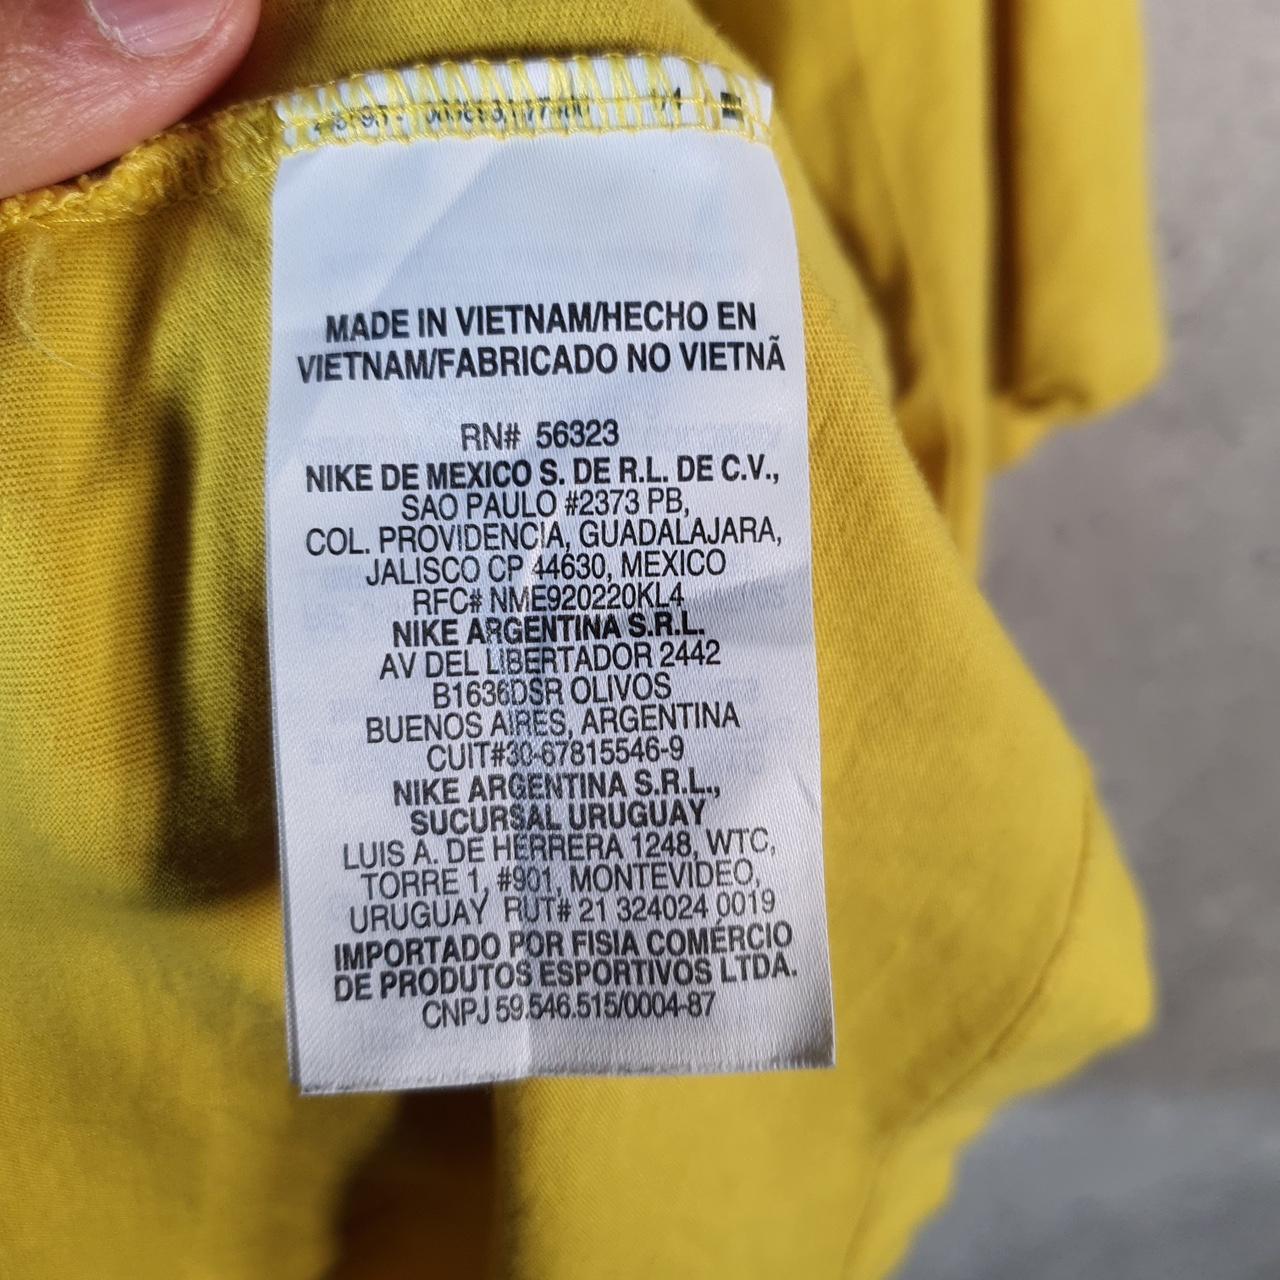 MADE IN VIETNAM/HECHO EN
VIETNAM/FABRICADO NO VIETNÃ
RN# 56323
NIKE DE MEXICO S. DE R.L. DE C.V.,
SAO PAULO #2373 PB,
COL. PROVIDENCIA, GUADALAJARA,
JALISCO CP 44630, MEXICO
RFC# NME920220KL4
NIKE ARGENTINA S.R.L.
AV DEL LIBERTADOR 2442
B1636DSR OLIVOS
BUENOS AIRES, ARGENTINA
CUIT#30-67815546-9
NIKE ARGENTINA S.R.L.,
SUCURSAL URUGUAY
LUIS A. DE HERRERA 1248, WTC,
TORRE 1, #901, MONTEVIDEO,
URUGUAY RUT# 21 324024 0019
IMPORTADO POR FISIA COMÉRCIO
DE PRODUTOS ESPORTIVOS LTDA.
CNPJ 59.546.515/0004-87